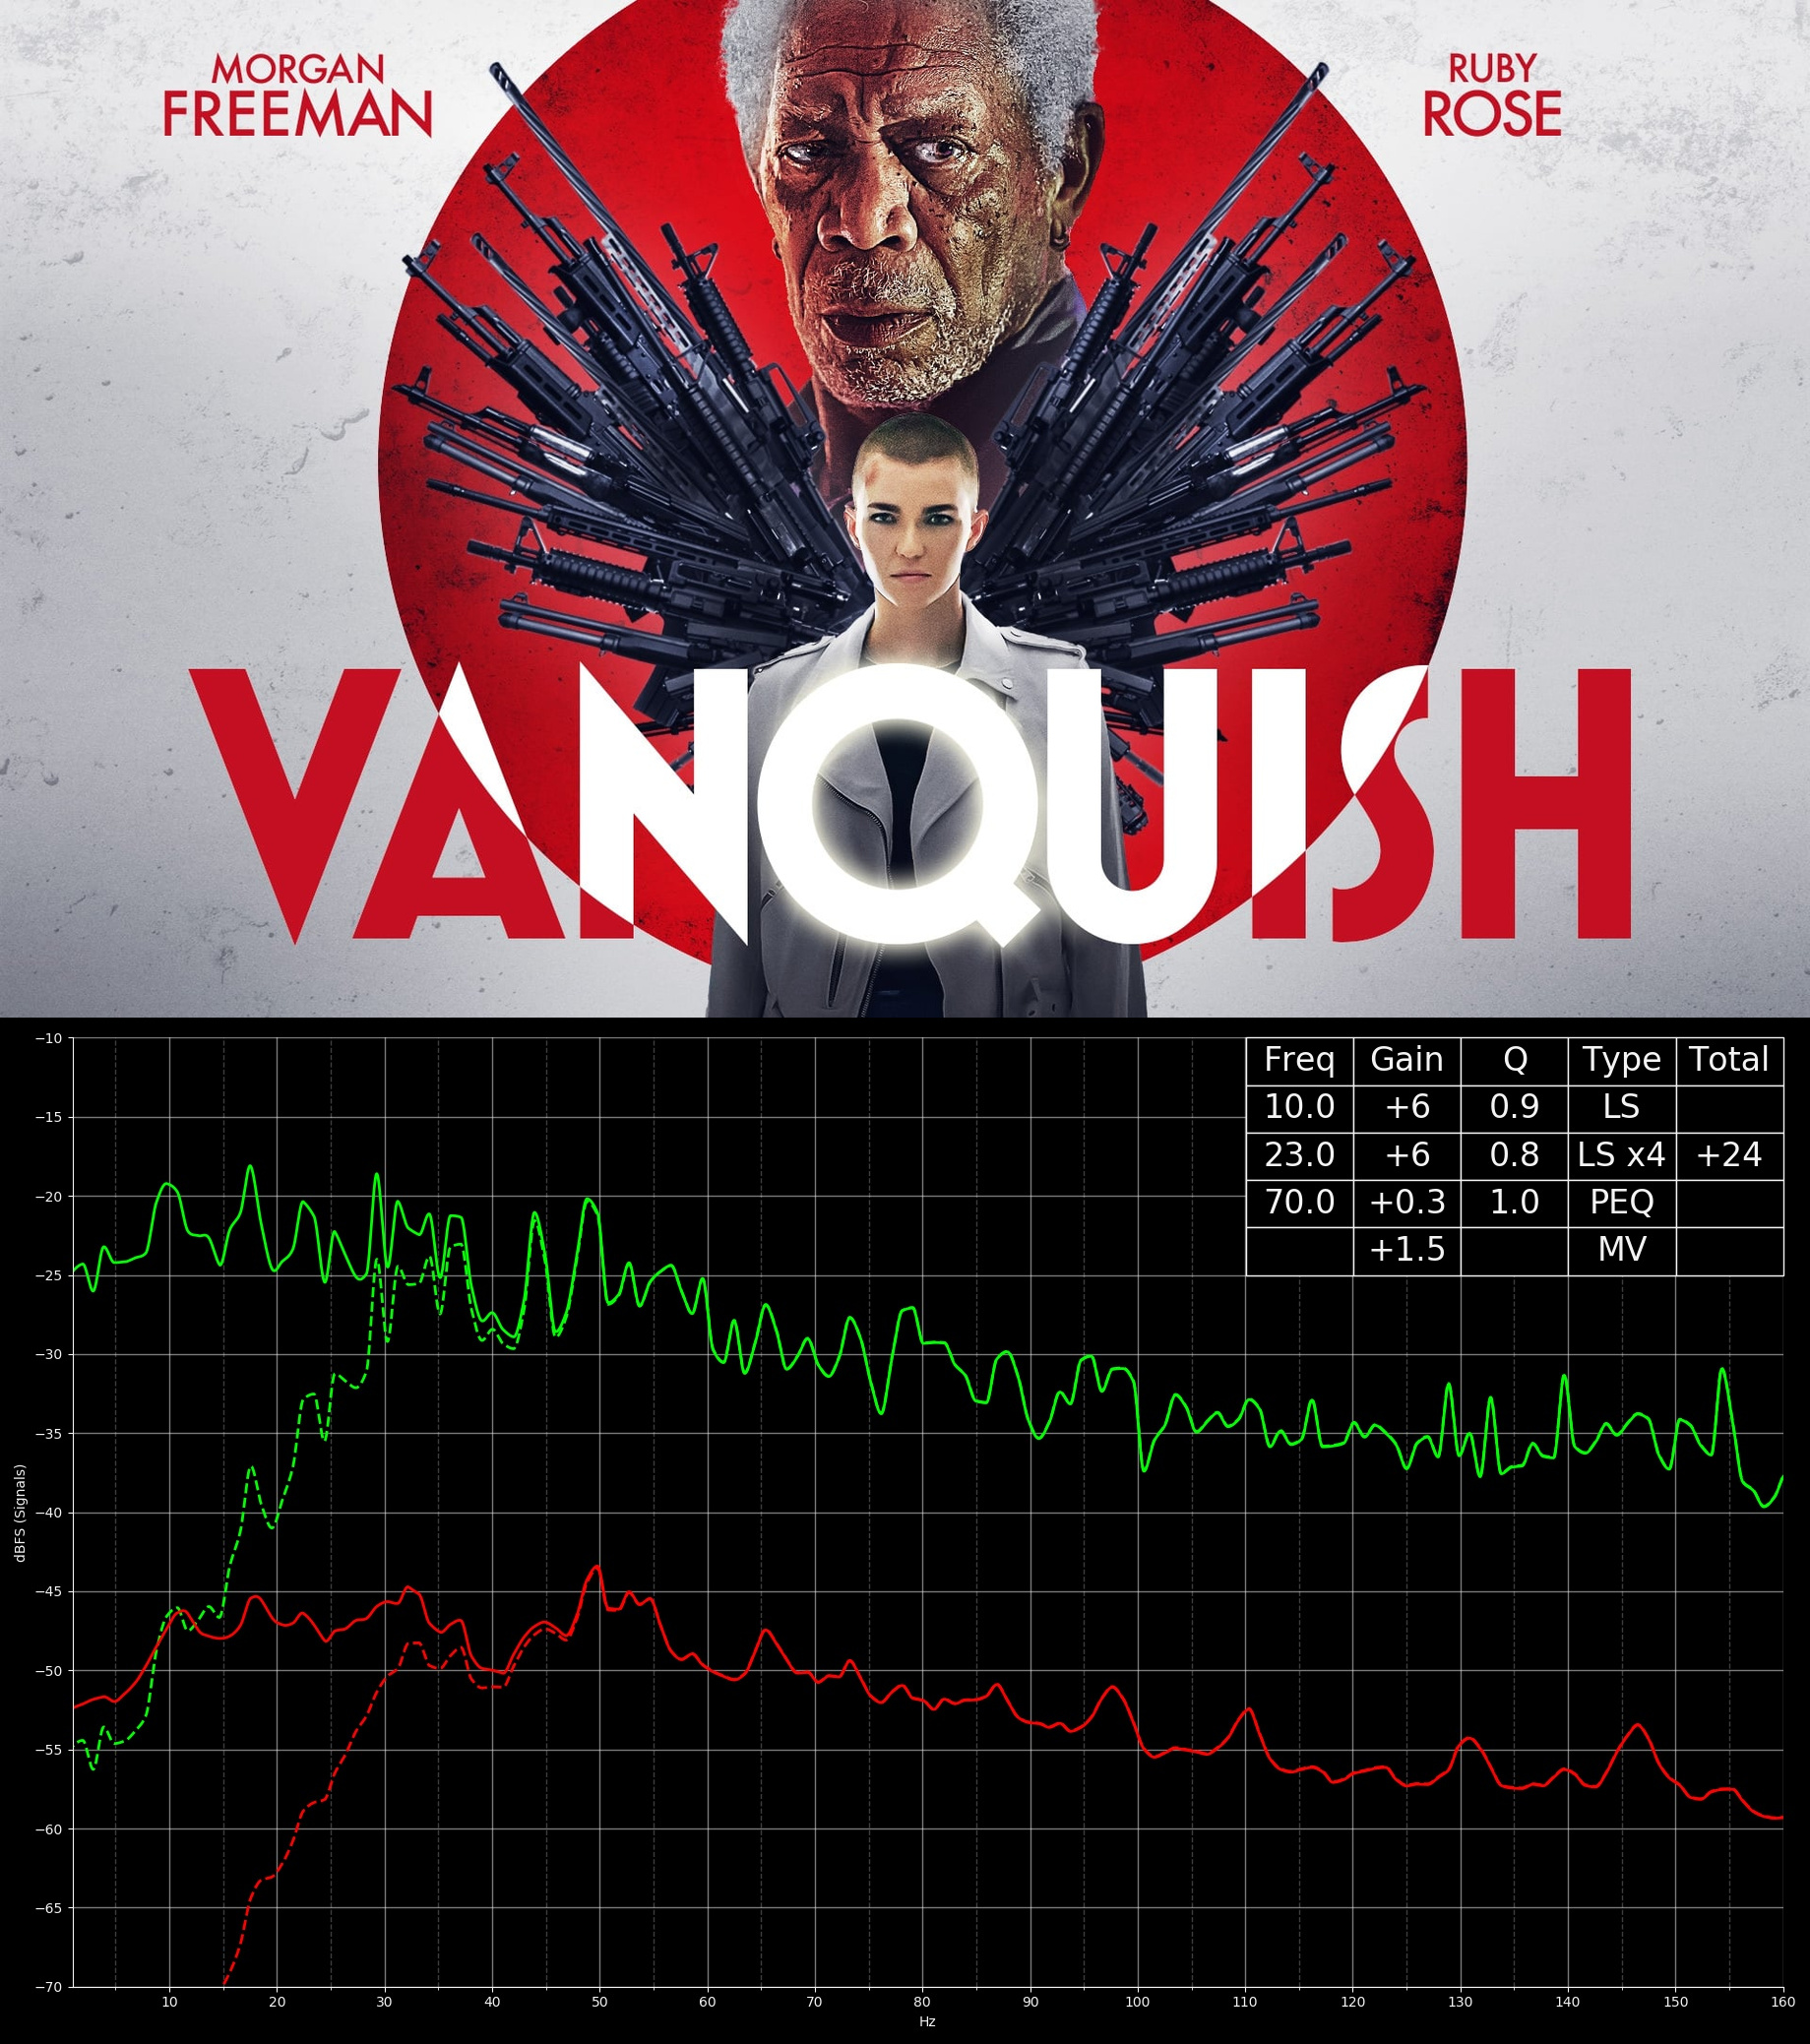 MORGAN
FREEMAN
RUBY
ROSE
VANQUISH
Freq Gain Q Type Total
10.0 +6 0.9 LS
23.0 +6 0.8 LS x4 +24
70.0 +0.3 1.0 PEQ
+1.5 MV
−10
−15
−20
−25
−30
−35
−40
−45
−50
−55
−60
−65
−70
dBFS (Signals)
10 20 30 40 50 60 70 80 90 100 110 120 130 140 150 160
Hz